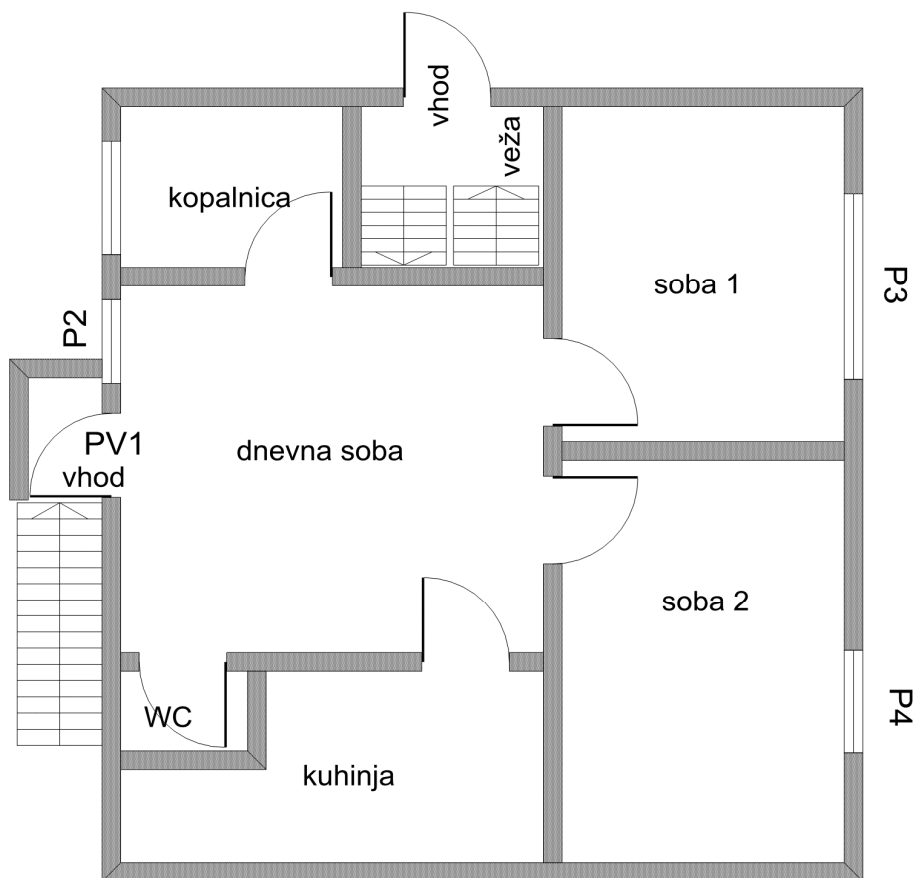 vhod
veža
kopalnica
soba 1
P3
P2
PV1
vhod
dnevna soba
soba 2
WC
P4
kuhinja